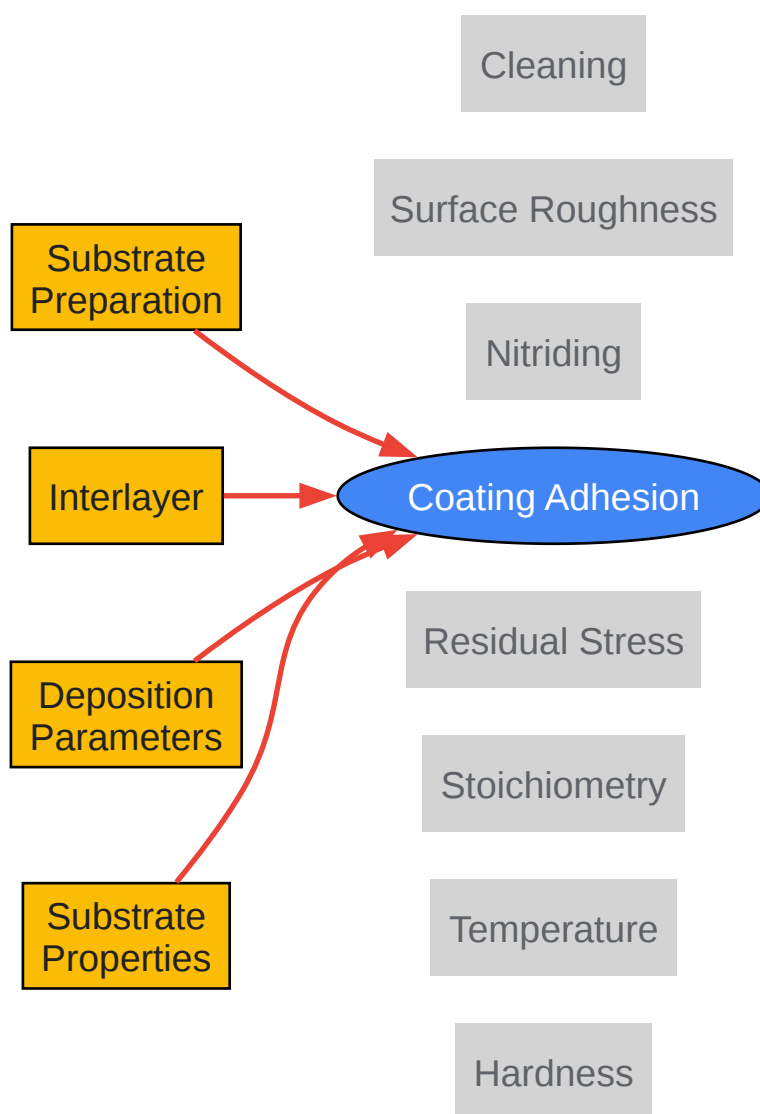 Cleaning
Surface Roughness
Substrate
Preparation
Nitriding
Interlayer
Coating Adhesion
Residual Stress
Deposition
Parameters
Stoichiometry
Substrate
Properties
Temperature
Hardness